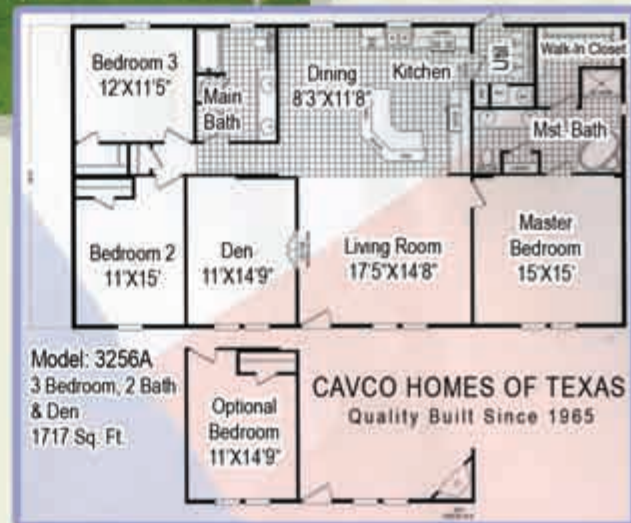 Bedroom 3
12'X11'5"
Main
Bath
Dining
8'3"X11'8"
Kitchen
Util
Walk-In Closet
Mst. Bath
Bedroom 2
11'X15'
Den
11'X14'9"
Living Room
17'5"X14'8"
Master
Bedroom
15'X15'
Model: 3256A
3 Bedroom, 2 Bath
& Den
1717 Sq. Ft.
Optional
Bedroom
11'X14'9"
CAVCO HOMES OF TEXAS
Quality Built Since 1965